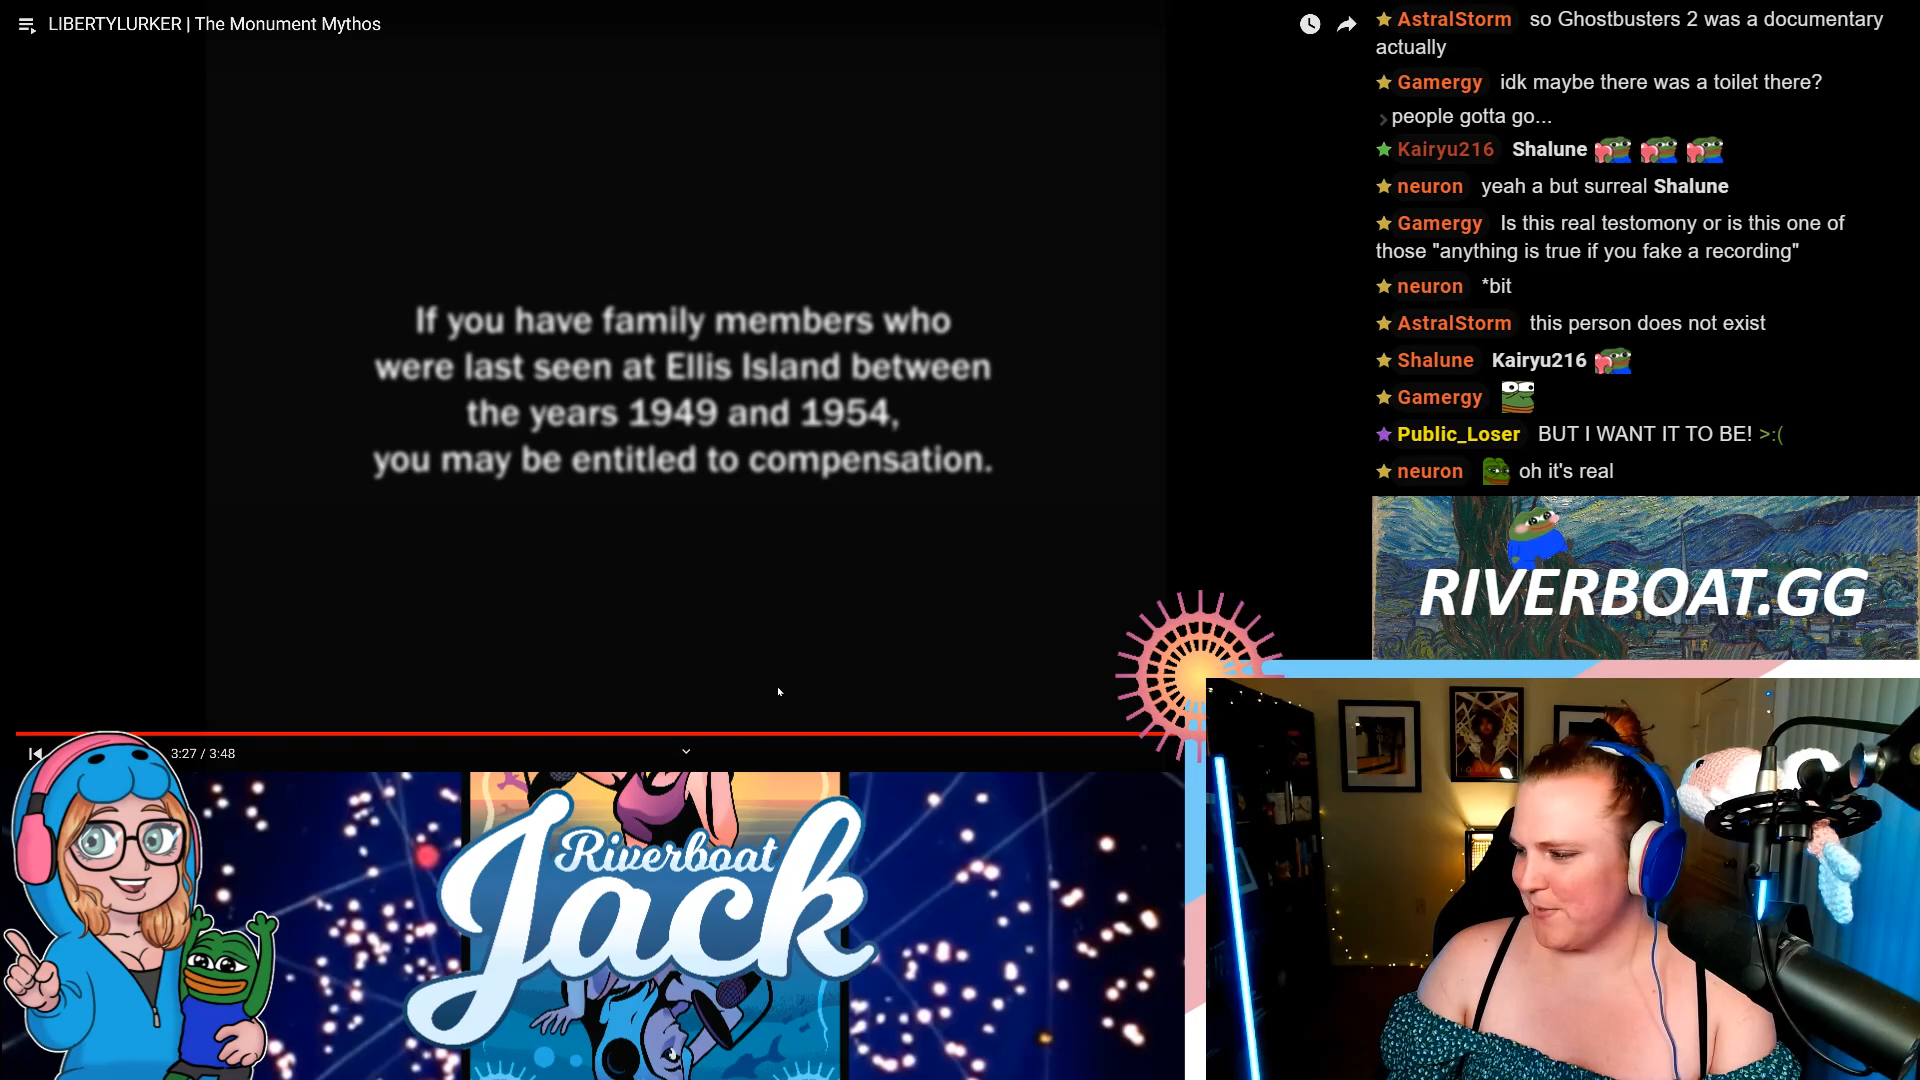 LIBERTYLURKER | The Monument Mythos
If you have family members who
were last seen at Ellis Island between
the years 1949 and 1954,
you may be entitled to compensation.
3:27 / 3:48
AstralStorm so Ghostbusters 2 was a documentary
actually
Gamergy idk maybe there was a toilet there?
people gotta go...
Kairyu216 Shalune
neuron yeah a but surreal Shalune
Gamergy Is this real testomony or is this one of
those "anything is true if you fake a recording"
neuron *bit
AstralStorm this person does not exist
Shalune Kairyu216
Gamergy
Public_Loser BUT I WANT IT TO BE! >:(
neuron oh it's real
RIVERBOAT.GG
Riverboat
Jack